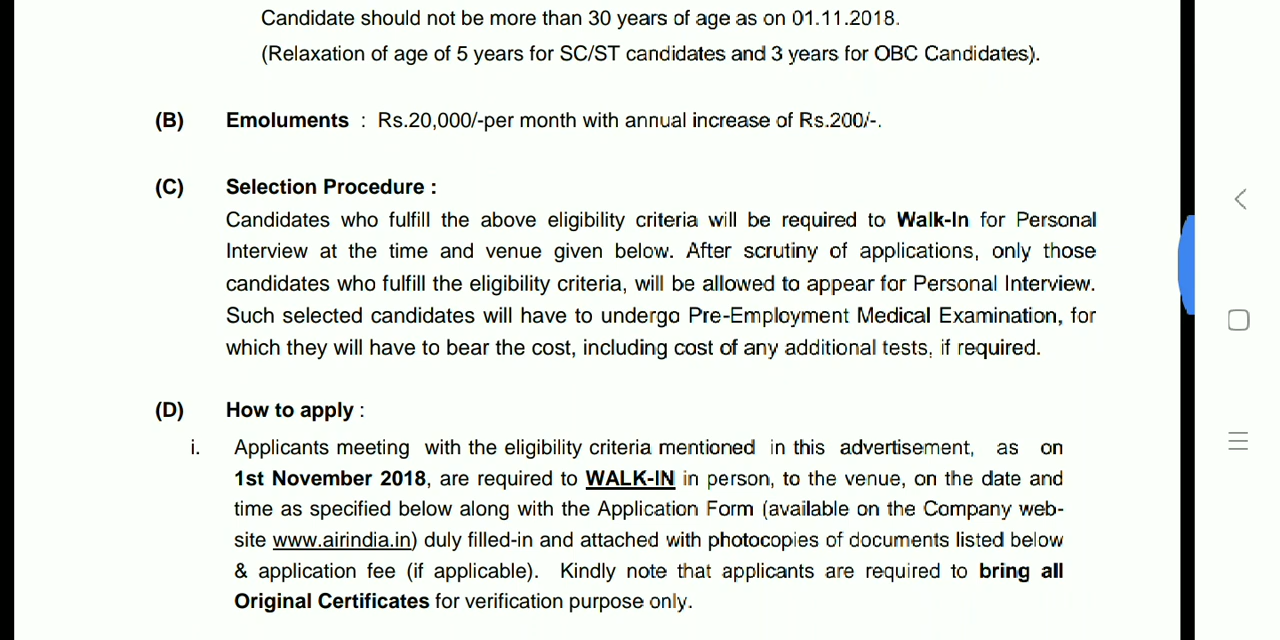 Candidate should not be more than 30 years of age as on 01.11.2018.
(Relaxation of age of 5 years for SC/ST candidates and 3 years for OBC Candidates).
(B) Emoluments : Rs.20,000/-per month with annual increase of Rs.200/-.
(C) Selection Procedure :
Candidates who fulfill the above eligibility criteria will be required to Walk-In for Personal
Interview at the time and venue given below. After scrutiny of applications, only those
candidates who fulfill the eligibility criteria, will be allowed to appear for Personal Interview.
Such selected candidates will have to undergo Pre-Employment Medical Examination, for
which they will have to bear the cost, including cost of any additional tests, if required.
(D) How to apply :
i. Applicants meeting with the eligibility criteria mentioned in this advertisement, as on
1st November 2018, are required to WALK-IN in person, to the venue, on the date and
time as specified below along with the Application Form (available on the Company web-
site www.airindia.in) duly filled-in and attached with photocopies of documents listed below
& application fee (if applicable). Kindly note that applicants are required to bring all
Original Certificates for verification purpose only.